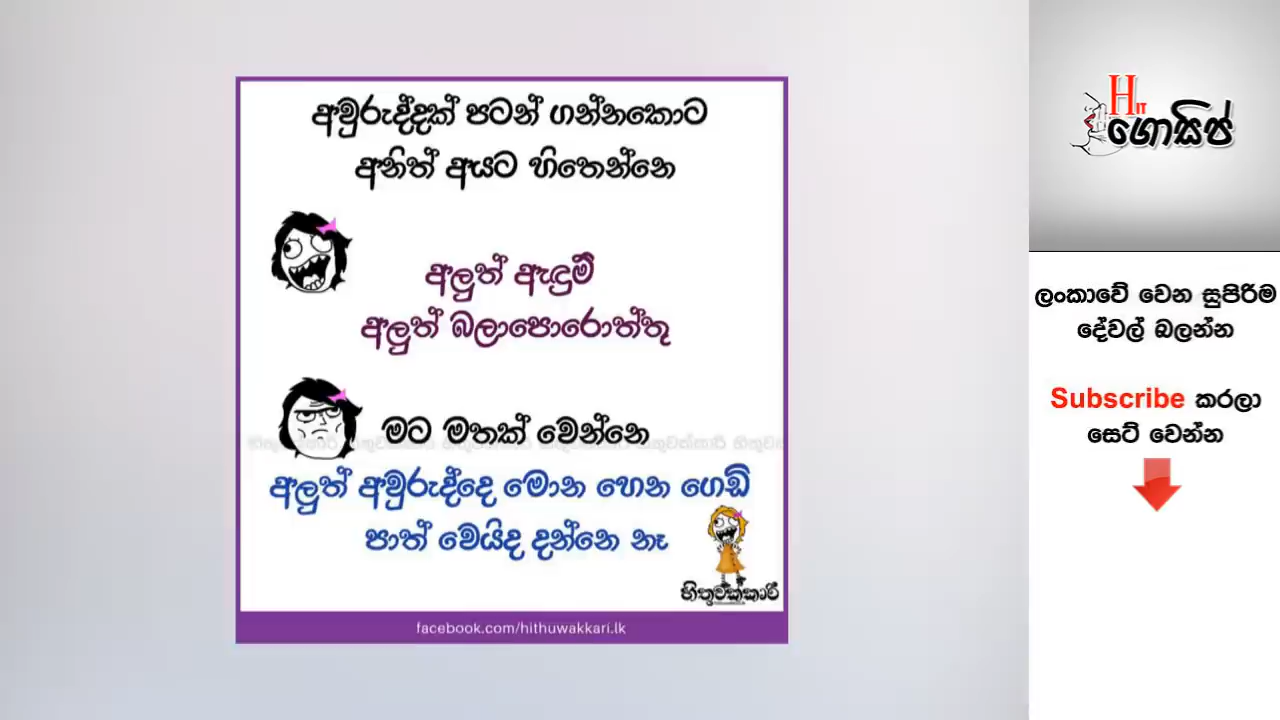 අවුරුද්දක් පටන් ගන්නකොට
අනිත් අයට හිතෙන්නෙ
අලුත් ඇඳුම්
අලුත් බලාපොරොත්තු
මට මතක් වෙන්නෙ
අලුත් අවුරුද්දෙ මොන හෙන ගෙඩි
පාත් වෙයිද දන්නෙ නෑ
හිතුවක්කාරී
facebook.com/hithuwakkari.lk
HIT
ගොසිප්
ලංකාවේ වෙන සුපිරිම
දේවල් බලන්න
Subscribe කරලා
සෙට් වෙන්න